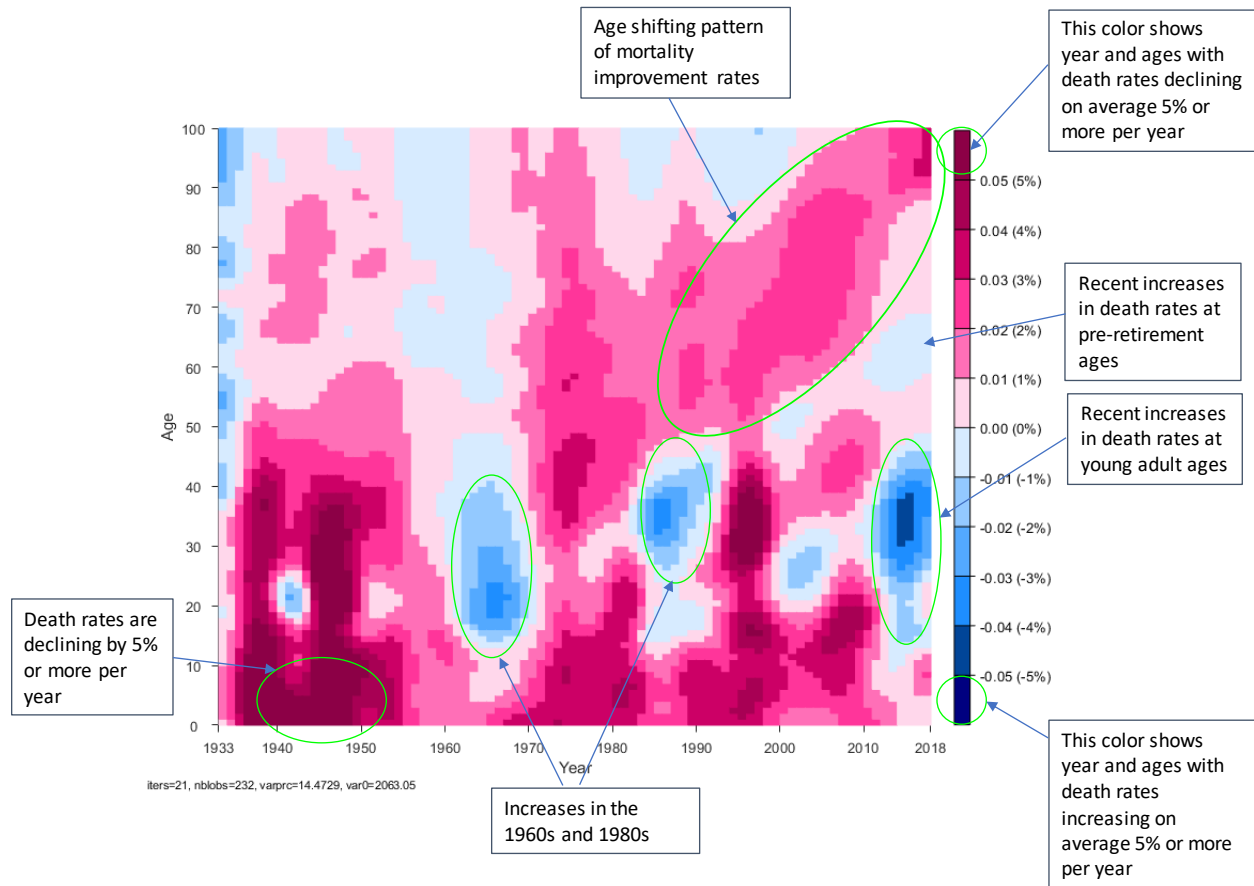 Age shifting pattern
of mortality
improvement rates
This color shows
year and ages with
death rates declining
on average 5% or
more per year
100
90
80
70
60
50
40
30
20
10
0
Age
1933
1940
1950
1960
1970
1980
1990
2000
2010
2018
Year
iters=21, nblobs=232, varprc=14.4729, var0=2063.05
0.05 (5%)
0.04 (4%)
0.03 (3%)
0.02 (2%)
0.01 (1%)
0.00 (0%)
-0.01 (-1%)
-0.02 (-2%)
-0.03 (-3%)
-0.04 (-4%)
-0.05 (-5%)
Recent increases
in death rates at
pre-retirement
ages
Recent increases
in death rates at
young adult ages
Death rates are
declining by 5%
or more per
year
Increases in the
1960s and 1980s
This color shows
year and ages with
death rates
increasing on
average 5% or more
per year